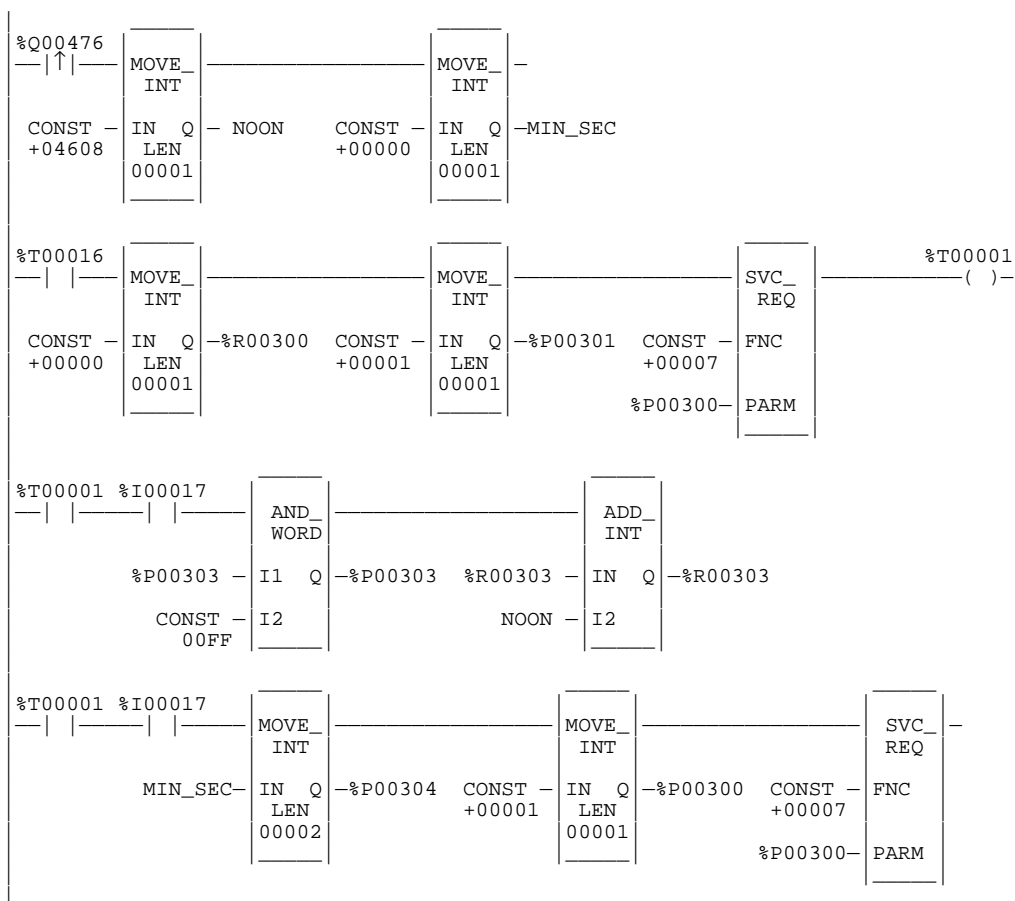 %Q00476
↑ MOVE_ MOVE_
INT INT
CONST IN Q NOON CONST IN Q MIN_SEC
+04608 LEN +00000 LEN
00001 00001
%T00016 %T00001
MOVE_ MOVE_ SVC_ ( )
INT INT REQ
CONST IN Q %R00300 CONST IN Q %P00301 CONST FNC
+00000 LEN +00001 LEN +00007
00001 00001
%P00300 PARM
%T00001 %I00017
AND_ ADD_
WORD INT
%P00303 I1 Q %P00303 %R00303 IN Q %R00303
CONST I2 NOON I2
00FF
%T00001 %I00017
MOVE_ MOVE_ SVC_
INT INT REQ
MIN_SEC IN Q %P00304 CONST IN Q %P00300 CONST FNC
LEN +00001 LEN +00007
00002 00001
%P00300 PARM